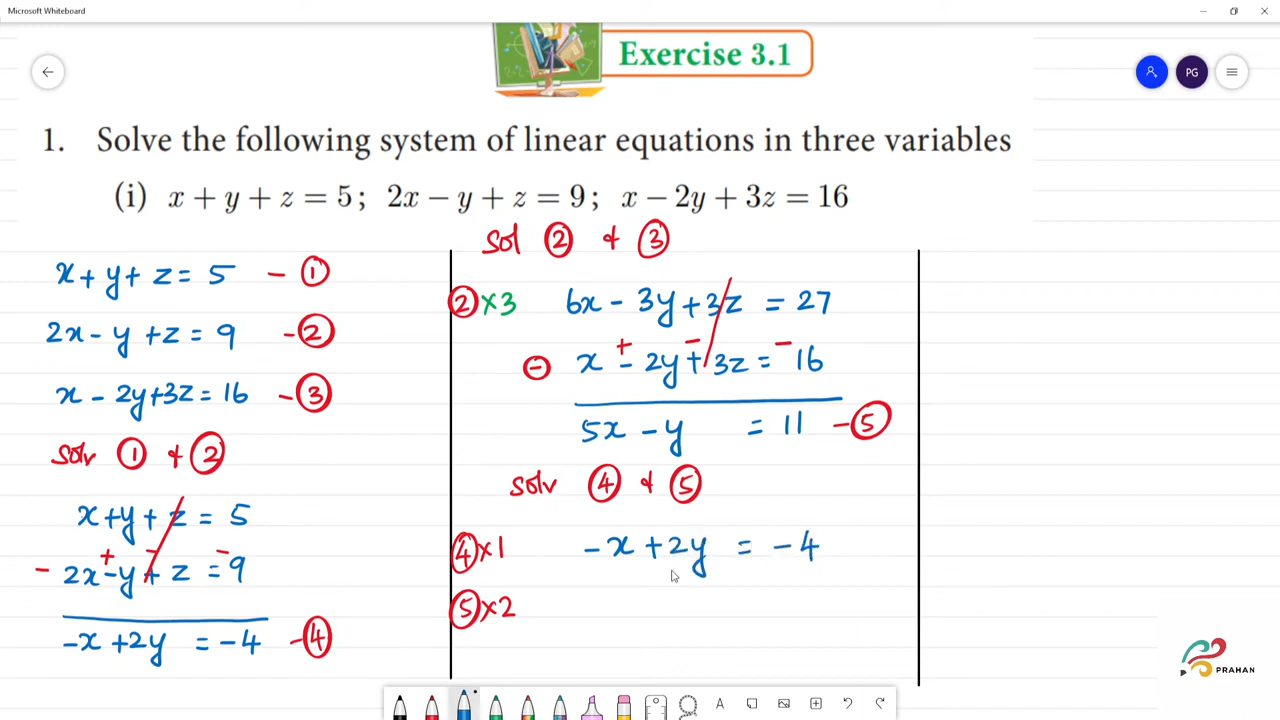 Microsoft Whiteboard
Exercise 3.1
PG
1. Solve the following system of linear equations in three variables
(i) x + y + z = 5; 2x − y + z = 9; x − 2y + 3z = 16
x + y + z = 5 - ①
2x - y + z = 9 - ②
x - 2y + 3z = 16 - ③
Solv ① & ②
x + y + z = 5
+ - -
- 2x - y + z = 9
-x + 2y = -4 - ④
Sol ② & ③
② × 3 6x - 3y + 3z = 27
+ - -
⊖ x - 2y + 3z = 16
5x - y = 11 - ⑤
Solv ④ & ⑤
④ × 1 -x + 2y = -4
⑤ × 2
PRAHAN
A